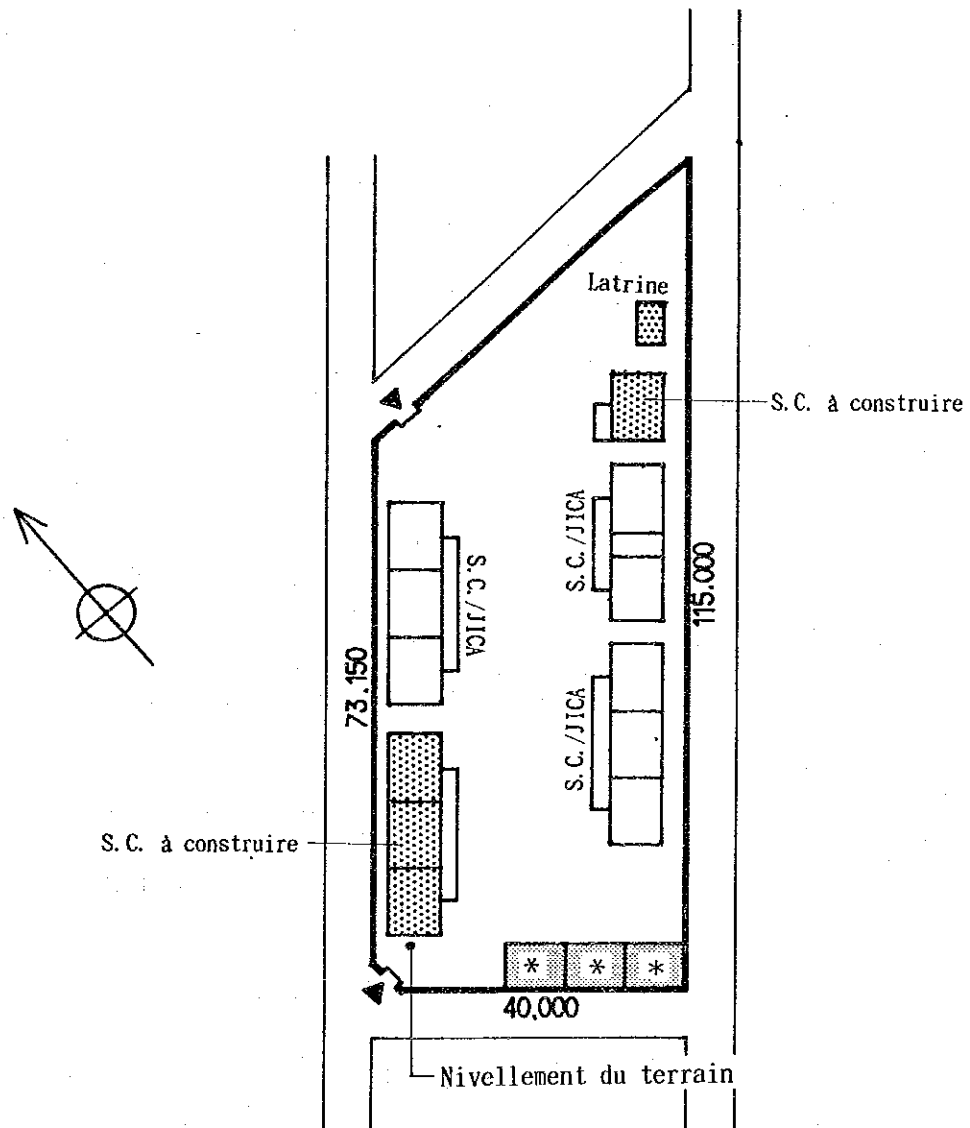 Latrine
S.C. à construire
S.C./JICA
S.C./JICA
115.000
73.150
S.C./JICA
S.C. à construire
* * *
40,000
Nivellement du terrain